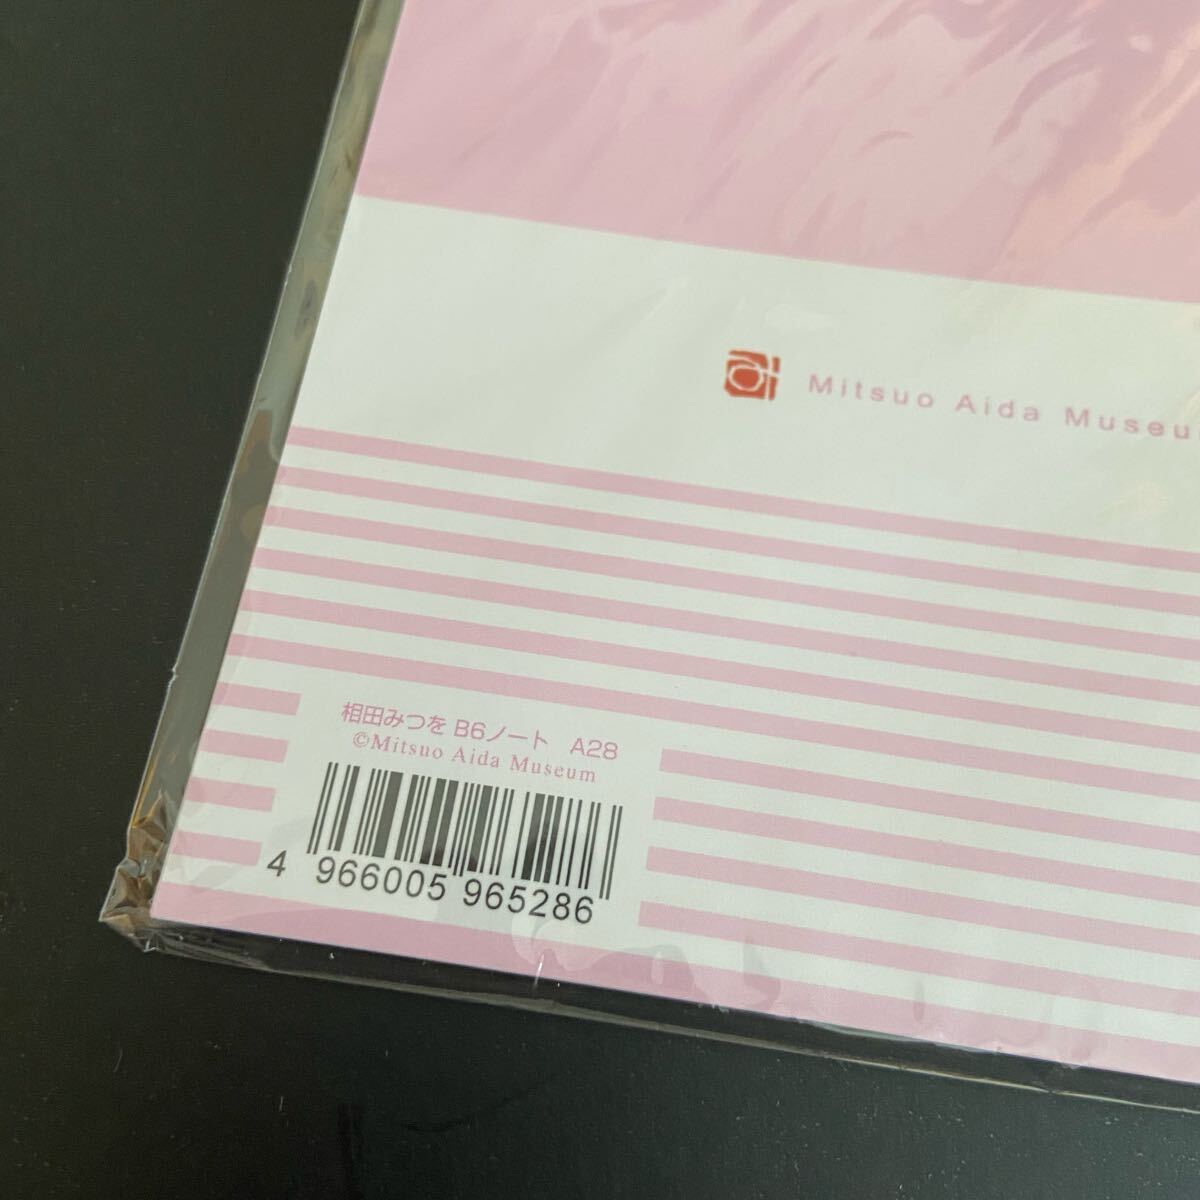 Mitsuo Aida Museu
相田みつを B6ノート A28
©Mitsuo Aida Museum
4 966005 965286